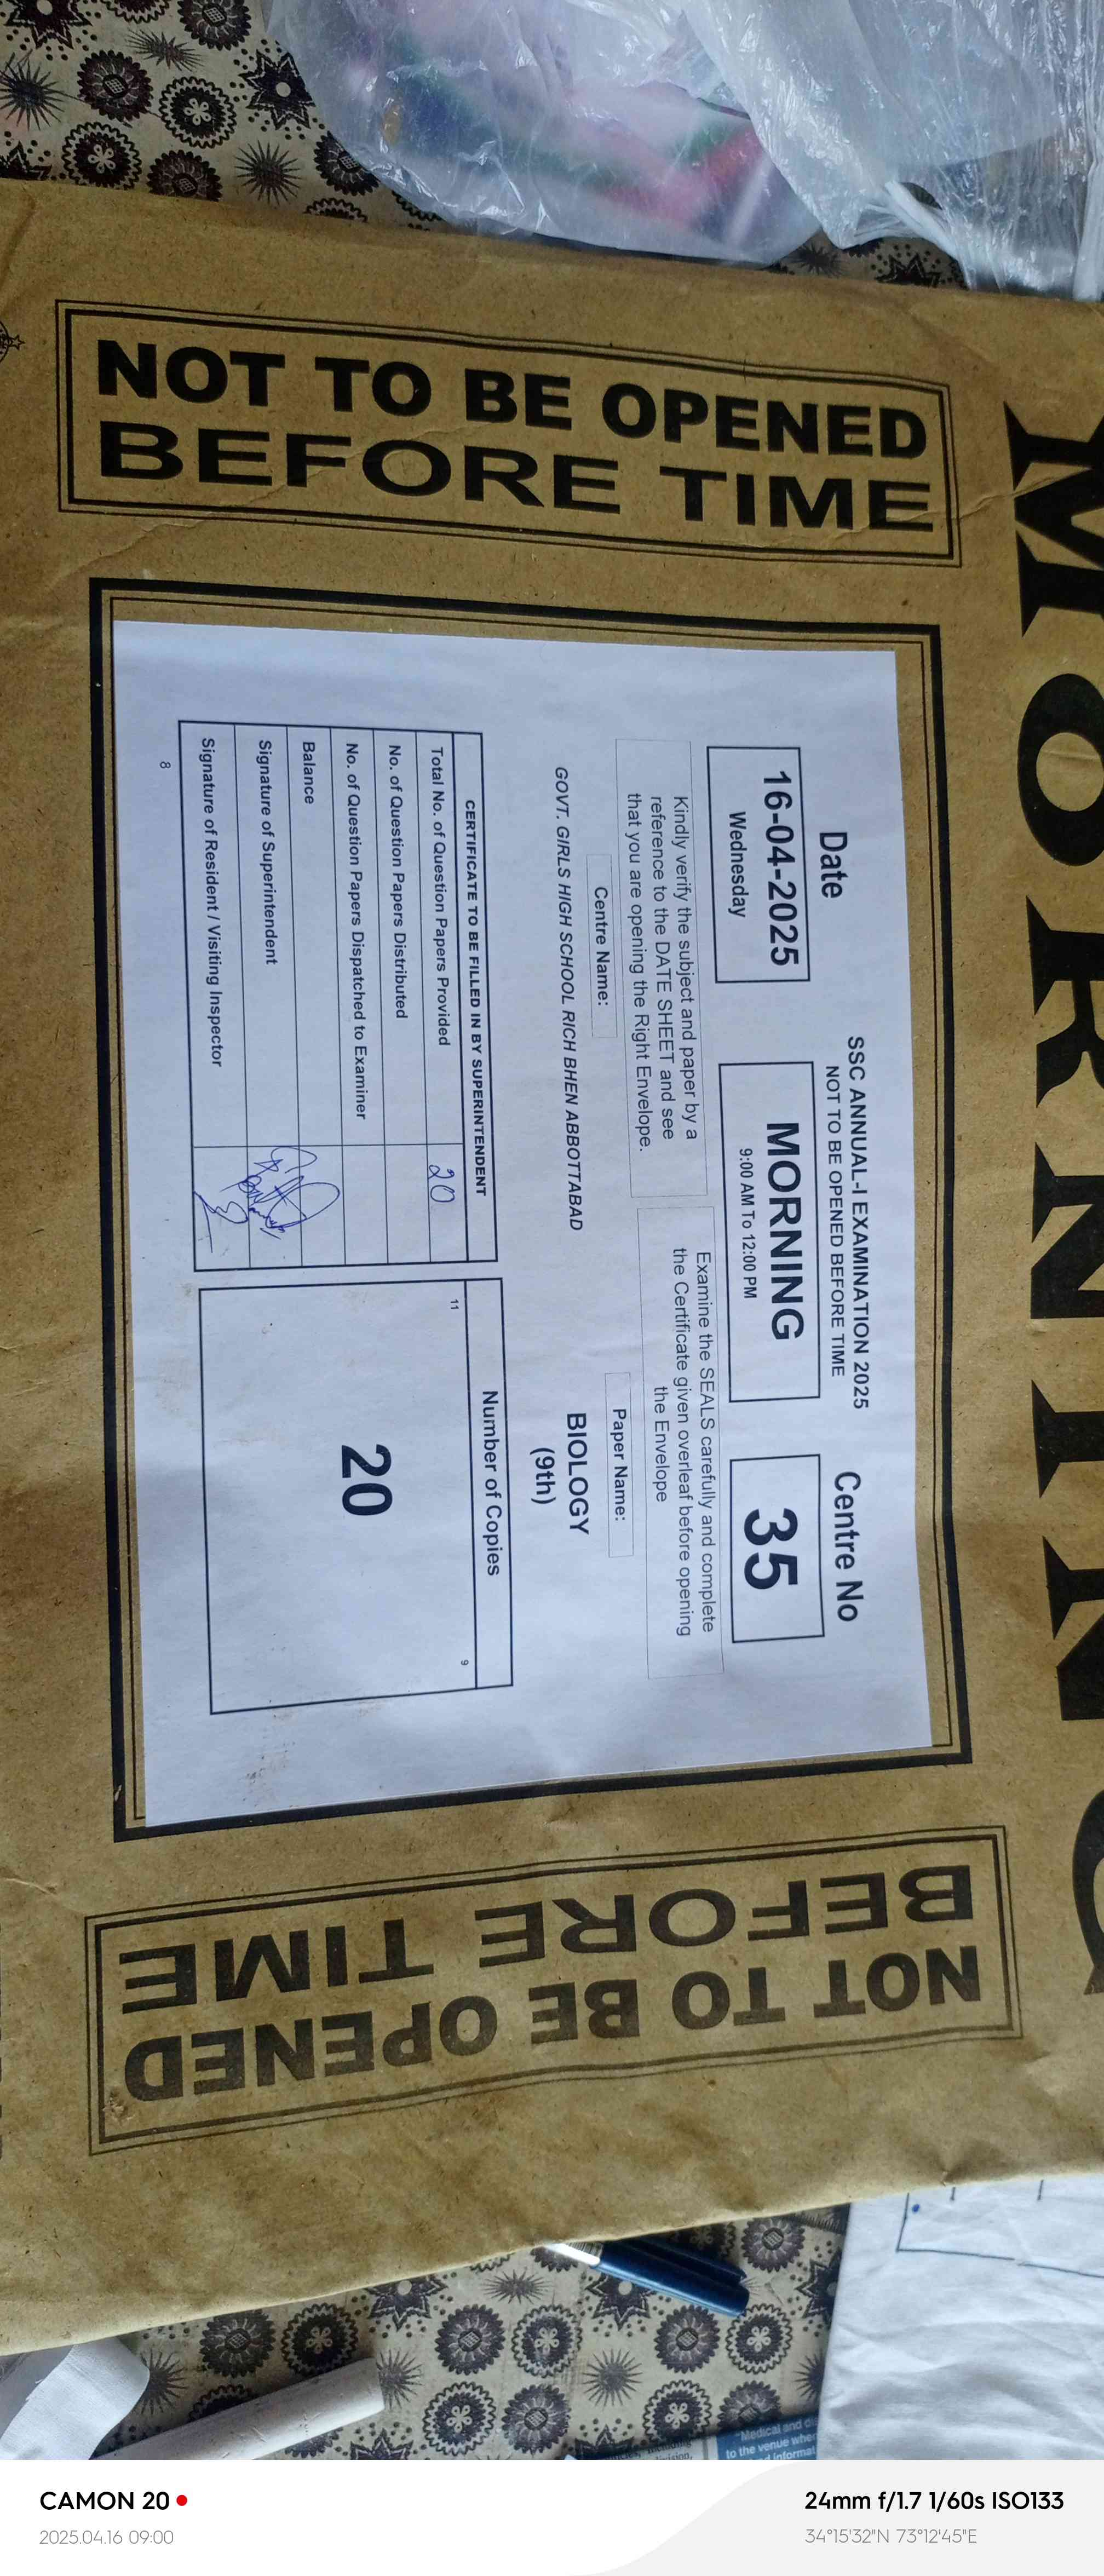 NOT TO BE OPENED
BEFORE TIME
MORNING
SSC ANNUAL-I EXAMINATION 2025
NOT TO BE OPENED BEFORE TIME
Date
Centre No
16-04-2025
Wednesday
MORNING
9:00 AM To 12:00 PM
35
Kindly verify the subject and paper by a
reference to the DATE SHEET and see
that you are opening the Right Envelope.
Examine the SEALS carefully and complete
the Certificate given overleaf before opening
the Envelope
Centre Name:
Paper Name:
GOVT. GIRLS HIGH SCHOOL RICH BHEN ABBOTTABAD
BIOLOGY
(9th)
CERTIFICATE TO BE FILLED IN BY SUPERINTENDENT
Total No. of Question Papers Provided 20
No. of Question Papers Distributed
No. of Question Papers Dispatched to Examiner
Balance
Signature of Superintendent
Signature of Resident / Visiting Inspector
8
Number of Copies
11
9
20
NOT TO BE OPENED
BEFORE TIME
"Medical and
to the venue
CAMON 20
2025.04.16 09:00
24mm f/1.7 1/60s ISO133
34°15'32"N 73°12'45"E